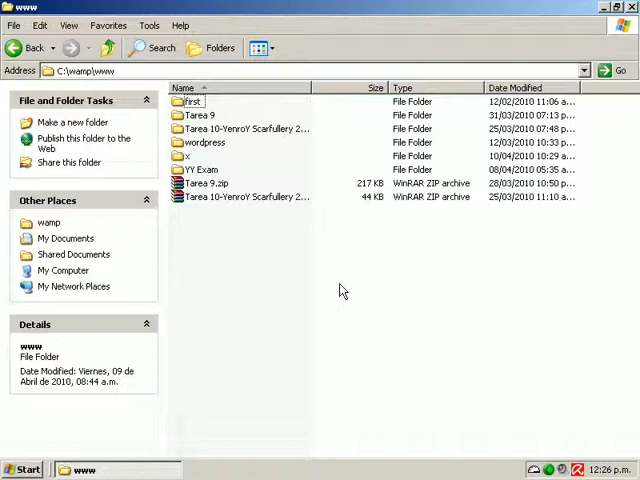 www
File Edit View Favorites Tools Help
Back Search Folders
Address C:\wamp\www Go
File and Folder Tasks
Make a new folder
Publish this folder to the
Web
Share this folder
Other Places
wamp
My Documents
Shared Documents
My Computer
My Network Places
Details
www
File Folder
Date Modified: Viernes, 09 de
Abril de 2010, 08:44 a.m.
Name Size Type Date Modified
first File Folder 12/02/2010 11:06 a...
Tarea 9 File Folder 31/03/2010 07:13 p...
Tarea 10-YenroY Scarfullery 2... File Folder 25/03/2010 07:48 p...
wordpress File Folder 12/03/2010 10:33 p...
x File Folder 10/04/2010 09:29 p...
YY Exam File Folder 08/04/2010 05:35 a...
Tarea 9.zip 217 KB WinRAR ZIP archive 28/03/2010 10:50 p...
Tarea 10-YenroY Scarfullery 2... 44 KB WinRAR ZIP archive 25/03/2010 11:10 a...
Start www 12:26 p.m.